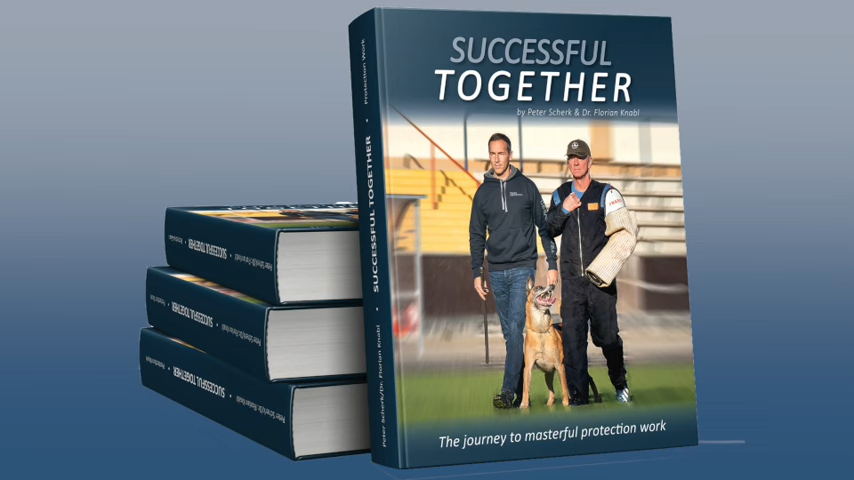 SUCCESSFUL
TOGETHER
by Peter Scherk & Dr. Florian Knabl
The journey to masterful protection work
Peter Scherk/Dr. Florian Knabl • SUCCESSFUL TOGETHER • Protection Work
SUCCESSFUL TOGETHER
SUCCESSFUL TOGETHER
SUCCESSFUL TOGETHER